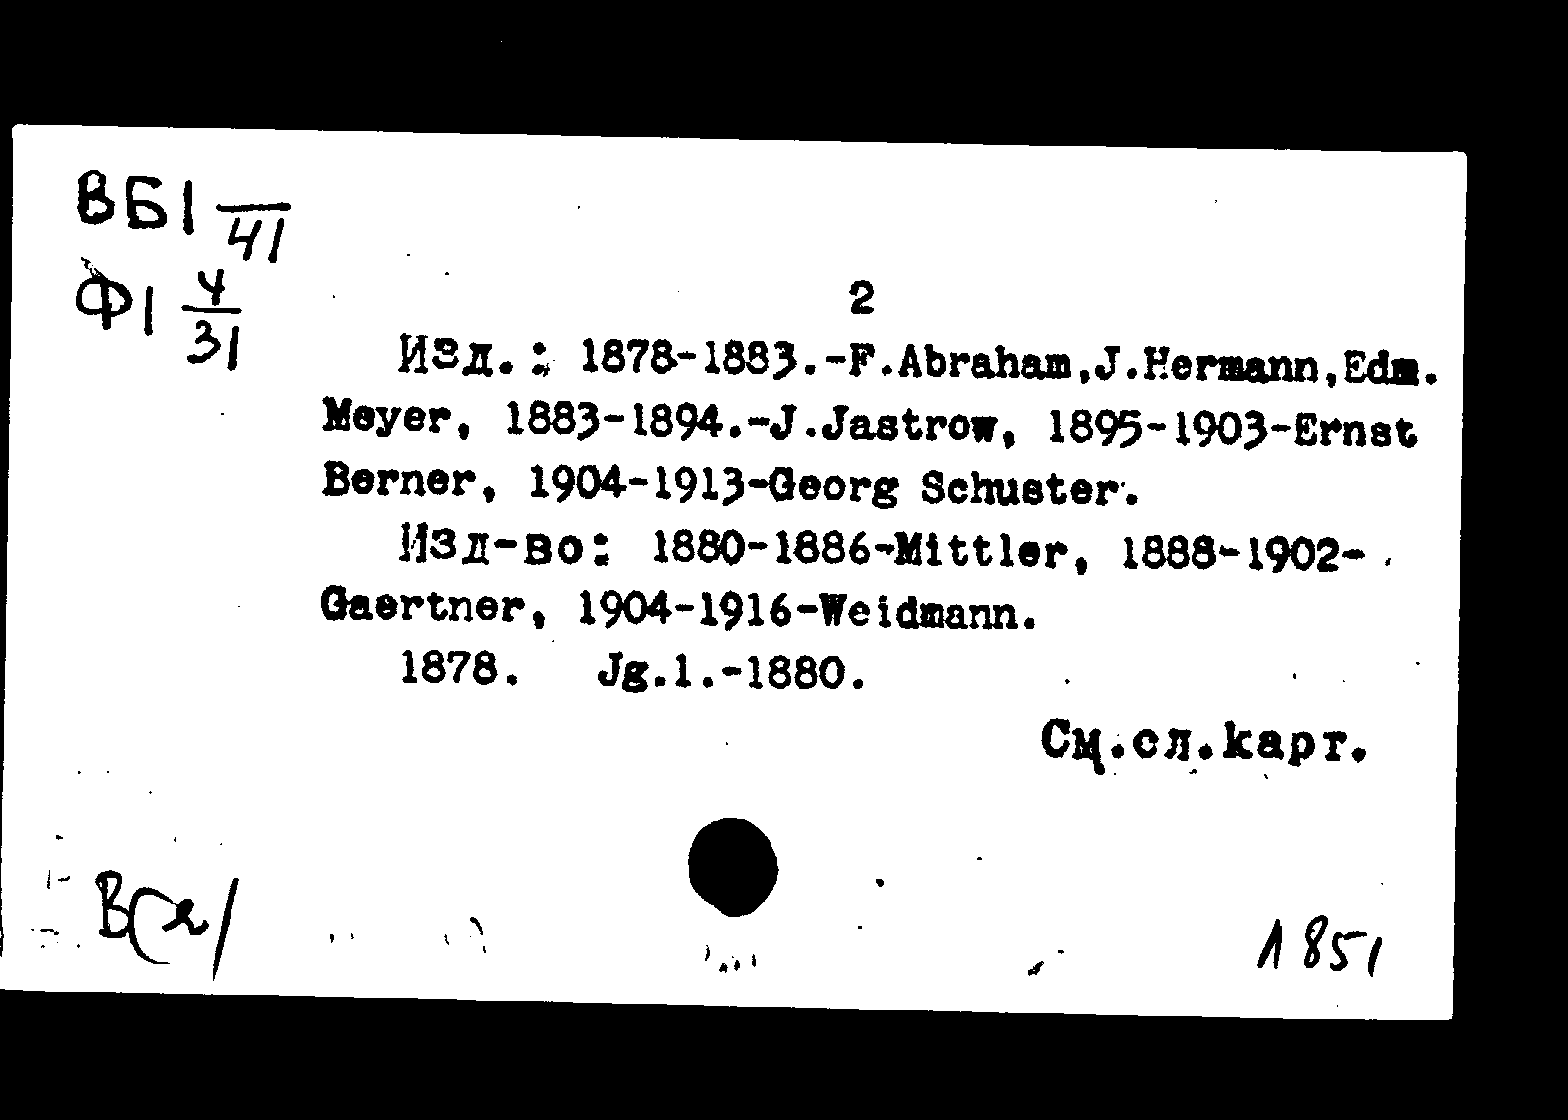 ВБ1 —/41
Ф1 4/31
2
Изд.: 1878-1883.-F.Abraham,J.Hermann,Edm.
Meyer, 1883-1894.-J.Jastrow, 1895-1903-Ernst
Berner, 1904-1913-Georg Schuster.
Изд-во: 1880-1886-Mittler, 1888-1902-
Gaertner, 1904-1916-Weidmann.
1878. Jg.1.-1880.
См.сл.карт.
1851